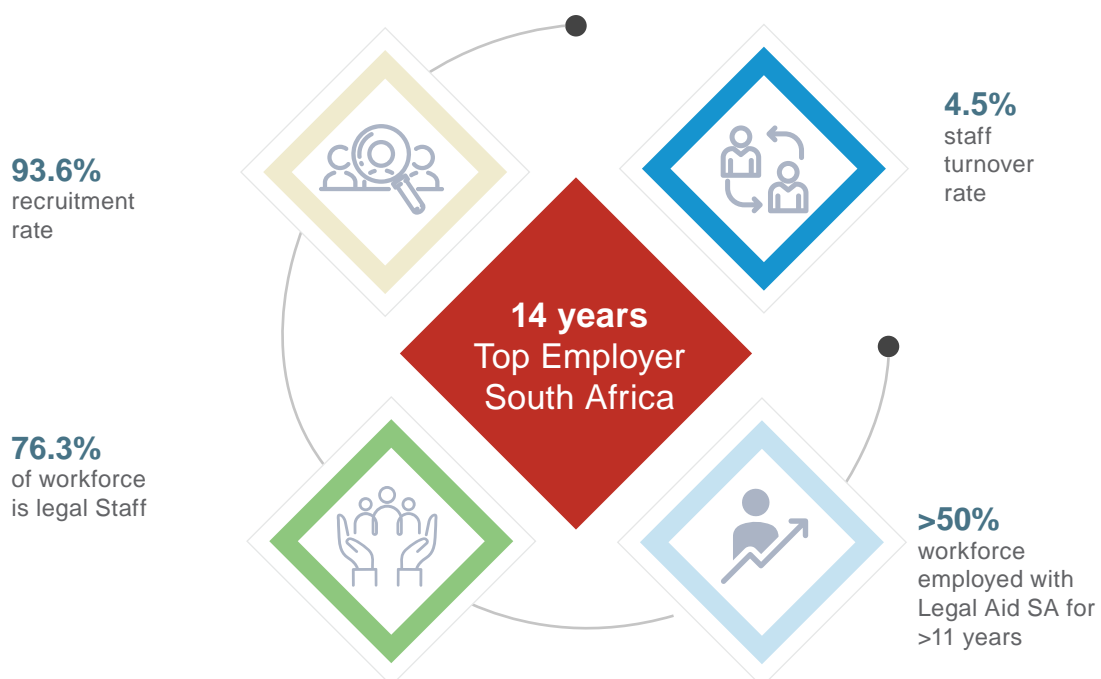 93.6%
recruitment
rate
4.5%
staff
turnover
rate
14 years
Top Employer
South Africa
76.3%
of workforce
is legal Staff
>50%
workforce
employed with
Legal Aid SA for
>11 years